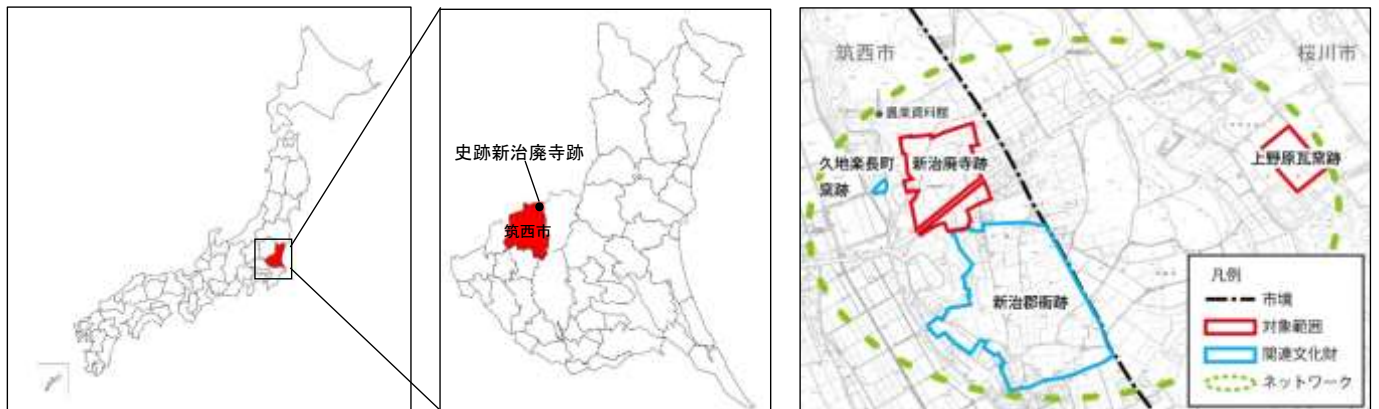 史跡新治廃寺跡
筑西市
筑西市
桜川市
農業資料館
久地楽長町
窯跡
新治廃寺跡
上野原瓦窯跡
新治郡衙跡
凡例
市境
対象範囲
関連文化財
ネットワーク